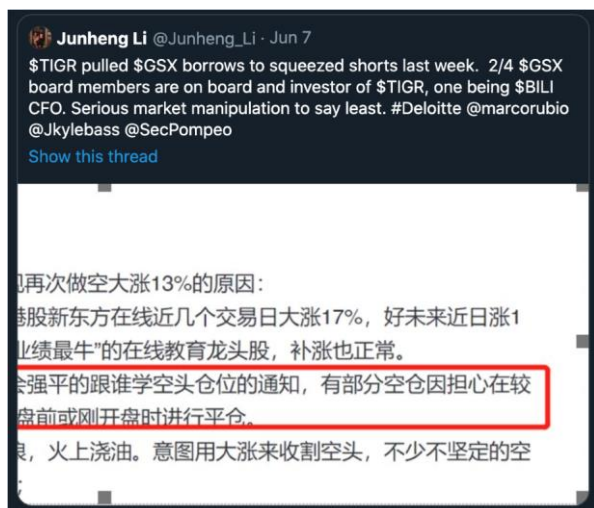 Junheng Li @Junheng_Li · Jun 7
$TIGR pulled $GSX borrows to squeezed shorts last week. 2/4 $GSX
board members are on board and investor of $TIGR, one being $BILI
CFO. Serious market manipulation to say least. #Deloitte @marcorubio
@Jkylebass @SecPompeo
Show this thread
再次做空大涨13%的原因：
股新东方在线近几个交易日大涨17%，好未来近日涨1
业绩最牛”的在线教育龙头股，补涨也正常。
强平的跟谁学空头仓位的通知，有部分空仓因担心在较
盘前或刚开盘时进行平仓。
，火上浇油。意图用大涨来收割空头，不少不坚定的空